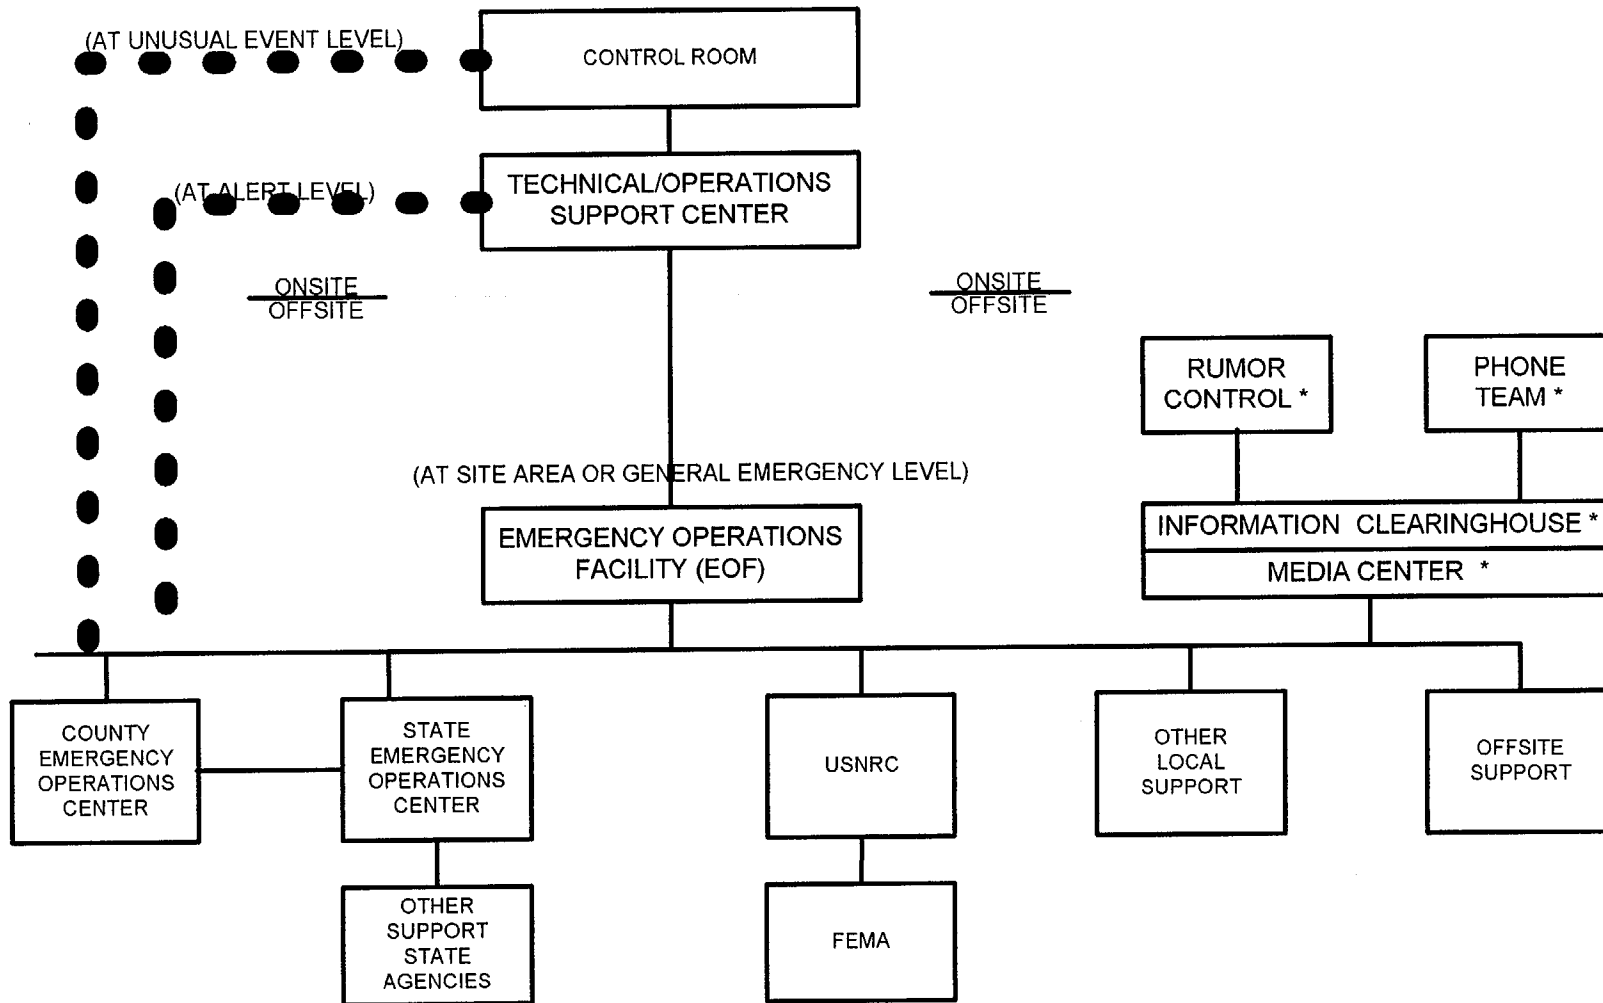 (AT UNUSUAL EVENT LEVEL)
CONTROL ROOM
(AT ALERT LEVEL)
TECHNICAL/OPERATIONS
SUPPORT CENTER
ONSITE
OFFSITE
ONSITE
OFFSITE
RUMOR
CONTROL *
PHONE
TEAM *
(AT SITE AREA OR GENERAL EMERGENCY LEVEL)
EMERGENCY OPERATIONS
FACILITY (EOF)
INFORMATION CLEARINGHOUSE *
MEDIA CENTER *
COUNTY
EMERGENCY
OPERATIONS
CENTER
STATE
EMERGENCY
OPERATIONS
CENTER
USNRC
OTHER
LOCAL
SUPPORT
OFFSITE
SUPPORT
OTHER
SUPPORT
STATE
AGENCIES
FEMA